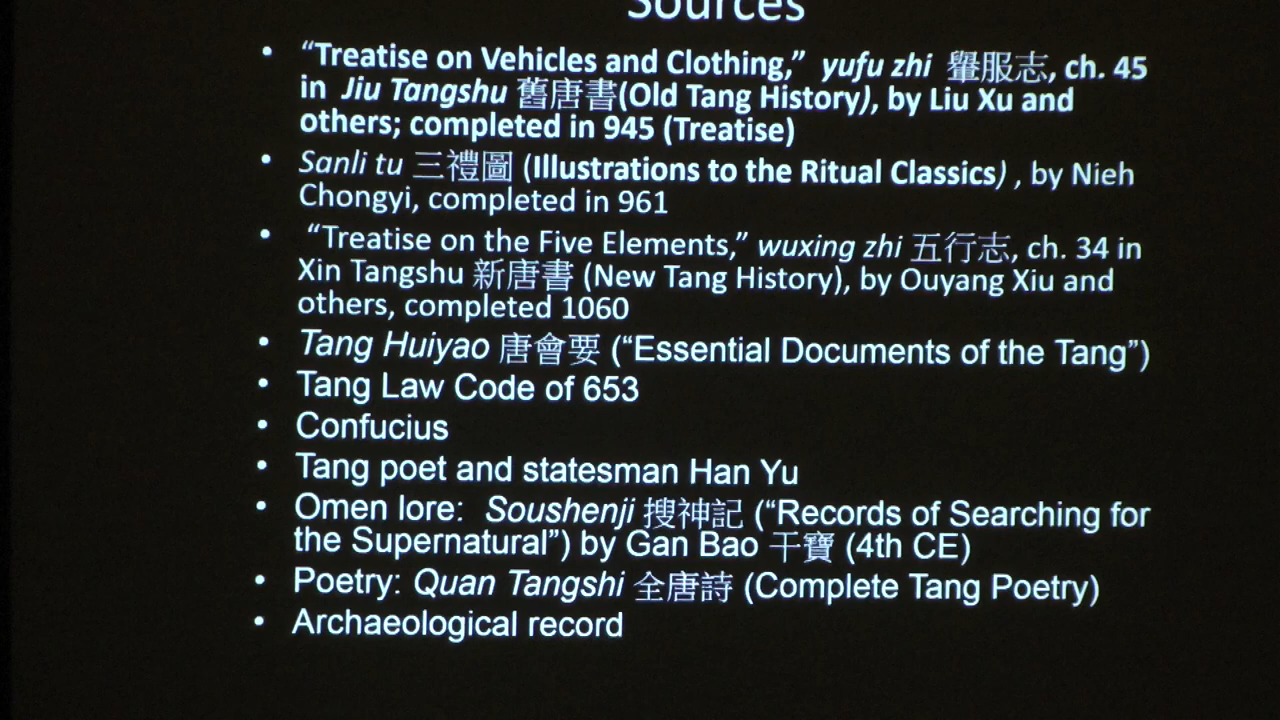 Sources
• “Treatise on Vehicles and Clothing,” yufu zhi 轝服志, ch. 45
in Jiu Tangshu 舊唐書(Old Tang History), by Liu Xu and
others; completed in 945 (Treatise)
• Sanli tu 三禮圖 (Illustrations to the Ritual Classics) , by Nieh
Chongyi, completed in 961
• “Treatise on the Five Elements,” wuxing zhi 五行志, ch. 34 in
Xin Tangshu 新唐書 (New Tang History), by Ouyang Xiu and
others, completed 1060
• Tang Huiyao 唐會要 (“Essential Documents of the Tang”)
• Tang Law Code of 653
• Confucius
• Tang poet and statesman Han Yu
• Omen lore: Soushenji 搜神記 (“Records of Searching for
the Supernatural”) by Gan Bao 干寶 (4th CE)
• Poetry: Quan Tangshi 全唐詩 (Complete Tang Poetry)
• Archaeological record